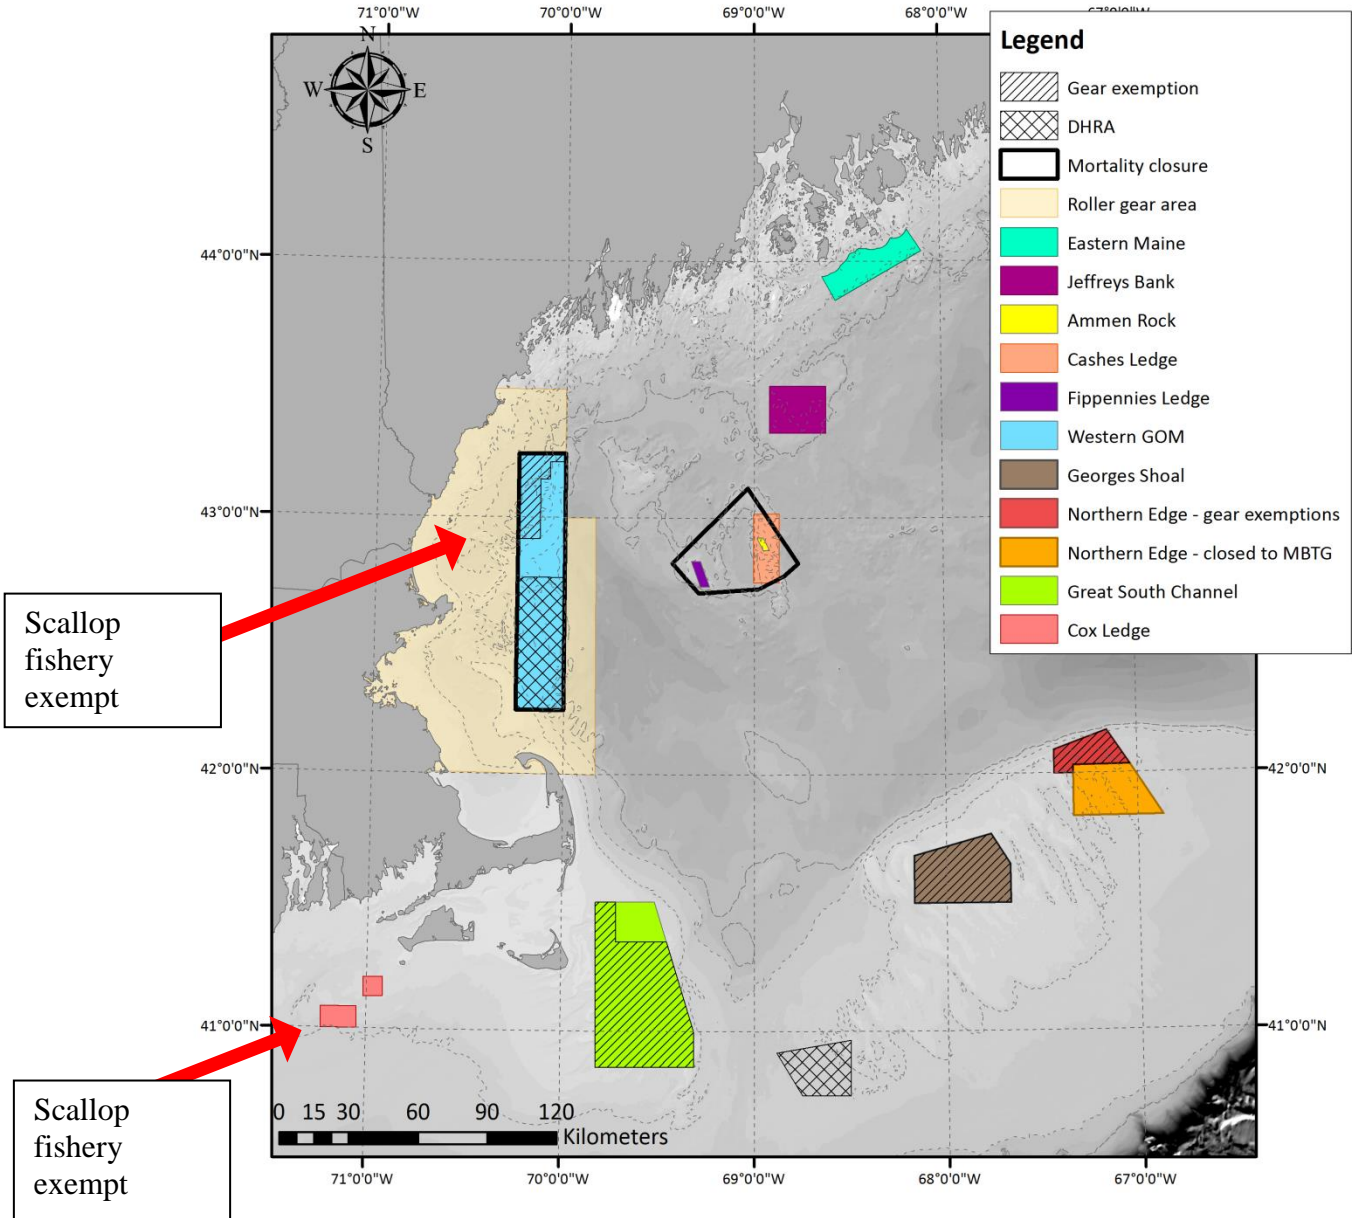 71°0'0"W 70°0'0"W 69°0'0"W 68°0'0"W 67°0'0"W
N
W E
S
Legend
Gear exemption
DHRA
Mortality closure
Roller gear area
Eastern Maine
Jeffreys Bank
Ammen Rock
Cashes Ledge
Fippennies Ledge
Western GOM
Georges Shoal
Northern Edge - gear exemptions
Northern Edge - closed to MBTG
Great South Channel
Cox Ledge
44°0'0"N
43°0'0"N
Scallop
fishery
exempt
42°0'0"N 42°0'0"N
41°0'0"N 41°0'0"N
Scallop
fishery
exempt
0 15 30 60 90 120
Kilometers
71°0'0"W 70°0'0"W 69°0'0"W 68°0'0"W 67°0'0"W